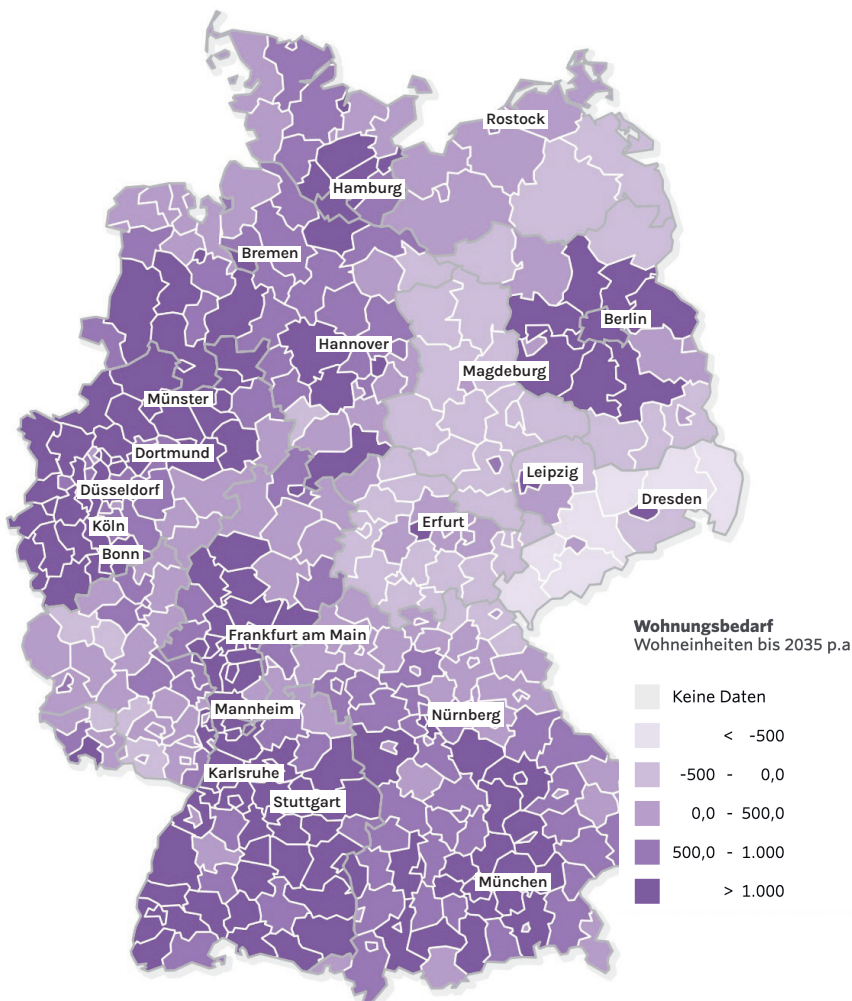 Rostock
Hamburg
Bremen
Berlin
Hannover
Magdeburg
Münster
Dortmund
Leipzig
Düsseldorf
Dresden
Köln
Erfurt
Bonn
Frankfurt am Main
Mannheim
Nürnberg
Karlsruhe
Stuttgart
München
Wohnungsbedarf
Wohneinheiten bis 2035 p.a
Keine Daten
< -500
-500 - 0,0
0,0 - 500,0
500,0 - 1.000
> 1.000